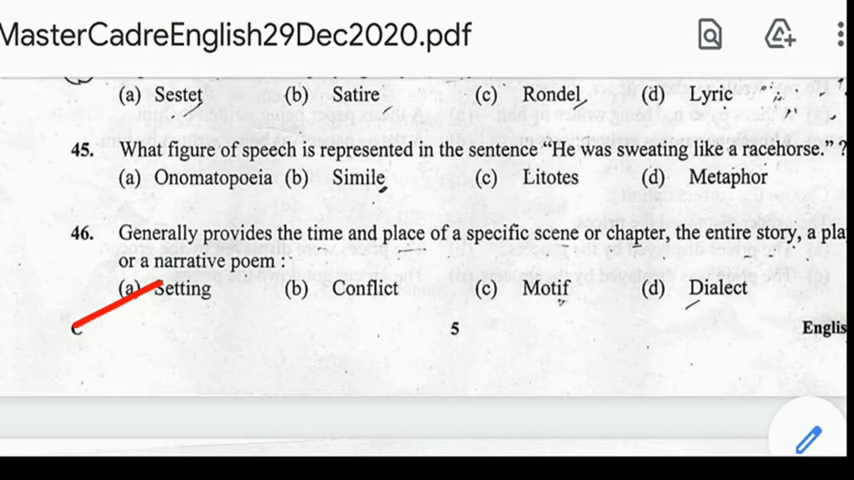 MasterCadreEnglish29Dec2020.pdf
(a) Sestet (b) Satire (c) Rondel (d) Lyric
45. What figure of speech is represented in the sentence “He was sweating like a racehorse.” ?
(a) Onomatopoeia (b) Simile (c) Litotes (d) Metaphor
46. Generally provides the time and place of a specific scene or chapter, the entire story, a pla
or a narrative poem :
(a) Setting (b) Conflict (c) Motif (d) Dialect
C 5 Englis